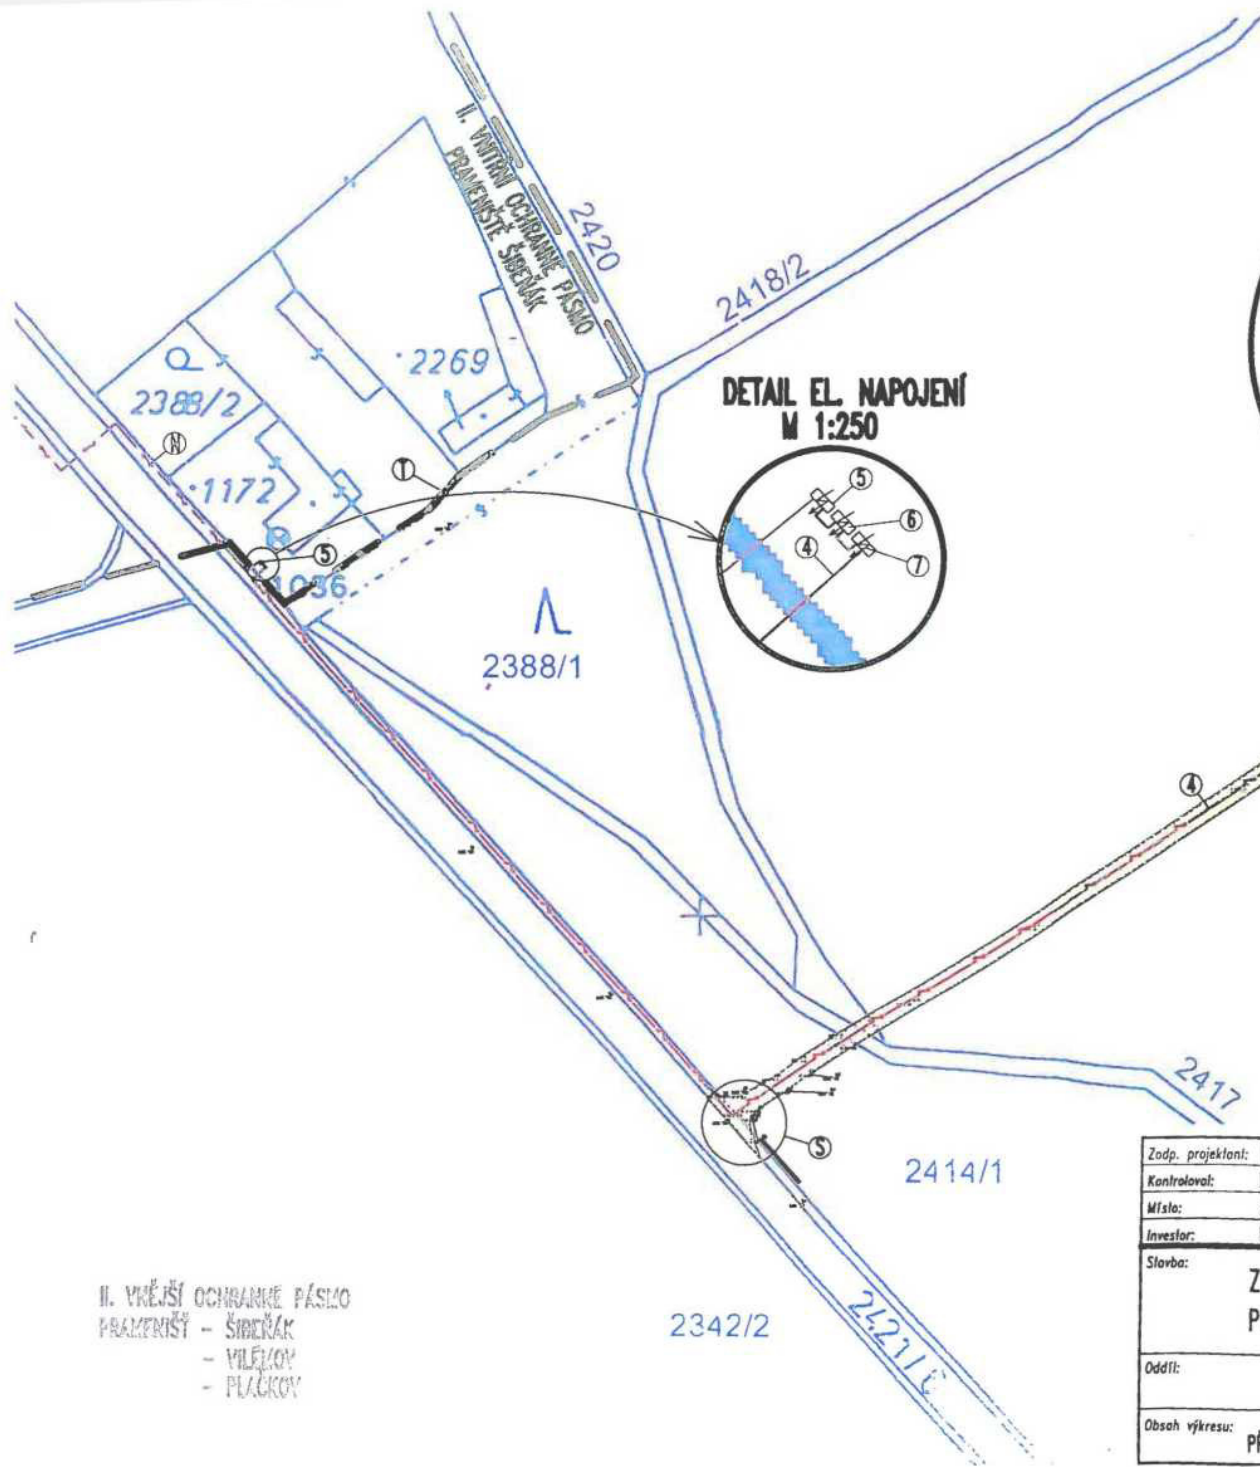 II. VNITŘNÍ OCHRANNÉ PÁSMO
PRAMENIŠTĚ ŠIBEŇÁK
2420
2418/2
2269
2388/2
N
T
1172
5
1036
DETAIL EL. NAPOJENÍ
M 1:250
5
6
4
7
2388/1
4
2417
S
2414/1
2342/2
II. VNĚJŠÍ OCHRANNÉ PÁSMO
PRAMENIŠŤ - ŠIBEŇÁK
- VILÉMOV
- PLAČKOV
Zodp. projektant:
Kontroloval:
Místo:
Investor:
Stavba:
Z
P
Oddíl:
Obsah výkresu: